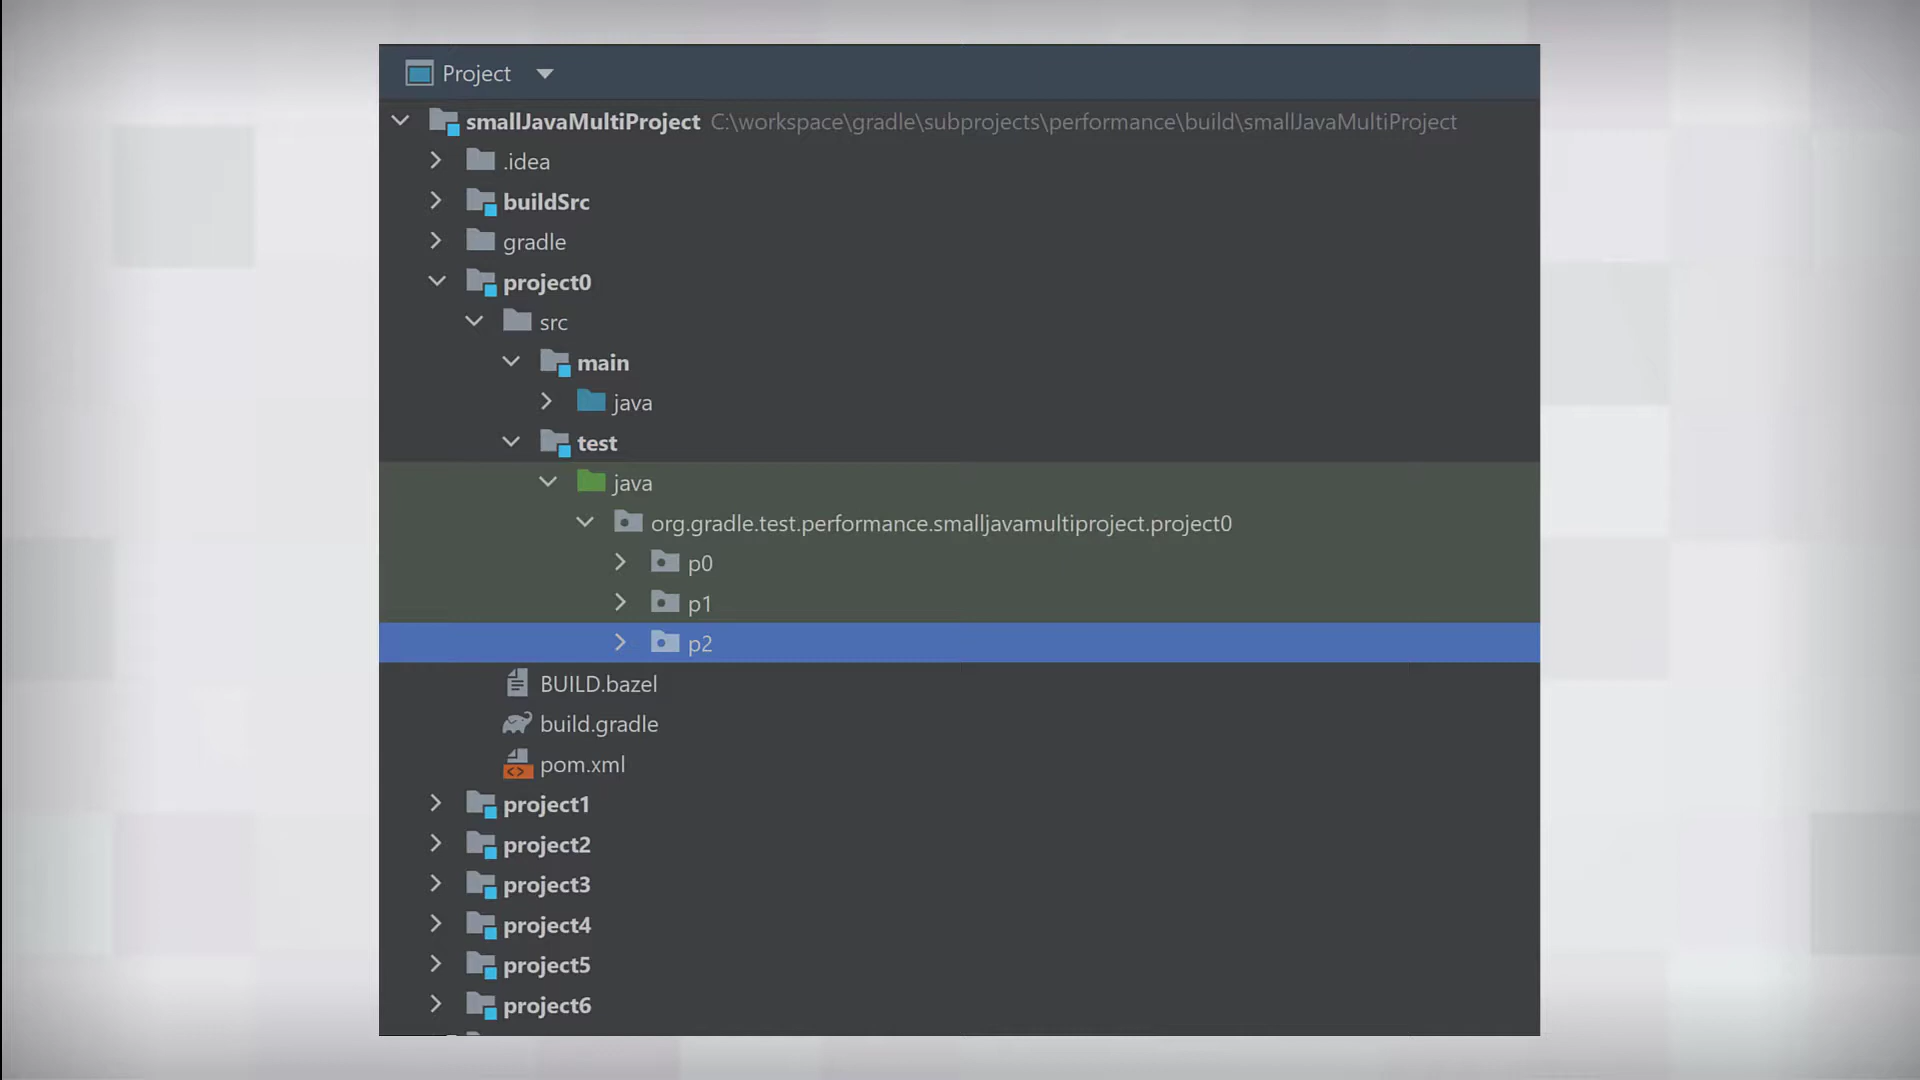 Project
smallJavaMultiProject C:\workspace\gradle\subprojects\performance\build\smallJavaMultiProject
.idea
buildSrc
gradle
project0
src
main
java
test
java
org.gradle.test.performance.smalljavamultiproject.project0
p0
p1
p2
BUILD.bazel
build.gradle
pom.xml
project1
project2
project3
project4
project5
project6